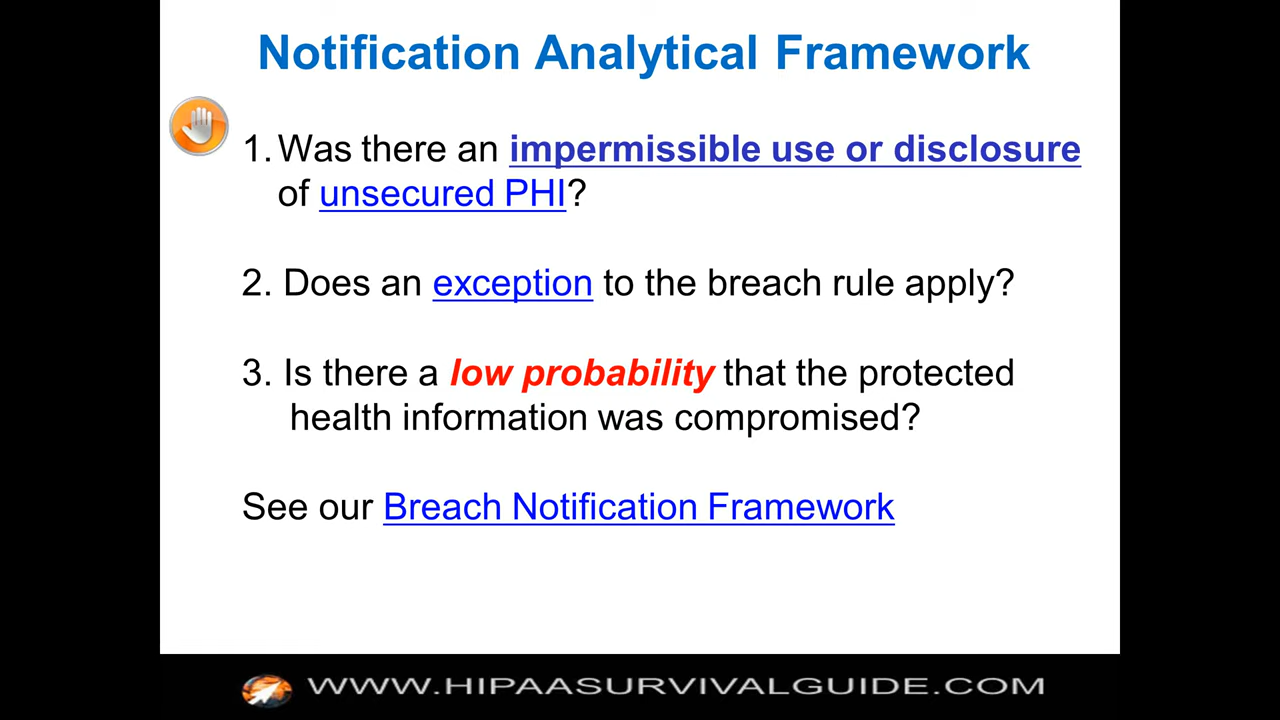 Notification Analytical Framework
1. Was there an impermissible use or disclosure
of unsecured PHI?
2. Does an exception to the breach rule apply?
3. Is there a low probability that the protected
health information was compromised?
See our Breach Notification Framework
WWW.HIPAASURVIVALGUIDE.COM